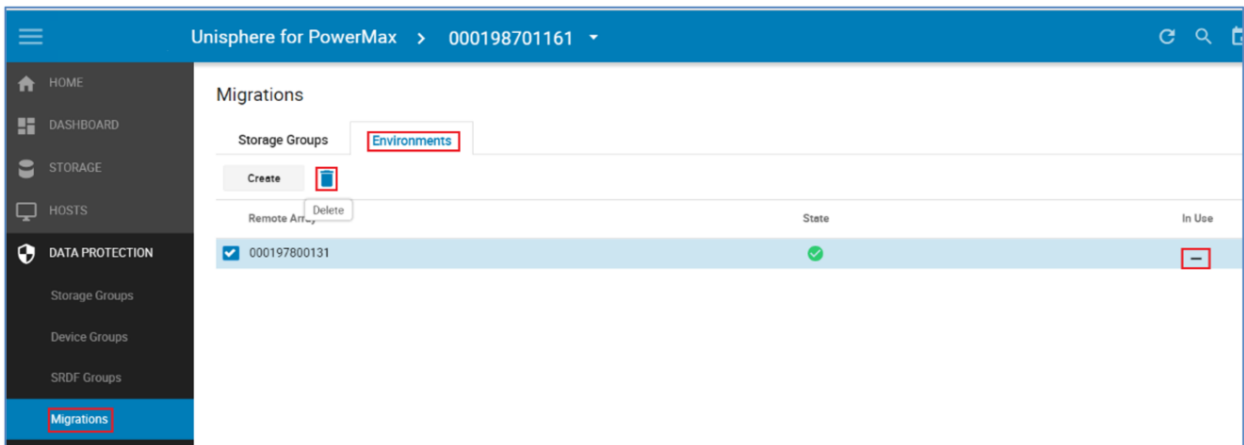 Unisphere for PowerMax > 000198701161
HOME
DASHBOARD
STORAGE
HOSTS
DATA PROTECTION
Storage Groups
Device Groups
SRDF Groups
Migrations
Migrations
Storage Groups Environments
Create
Delete
Remote State In Use
000197800131